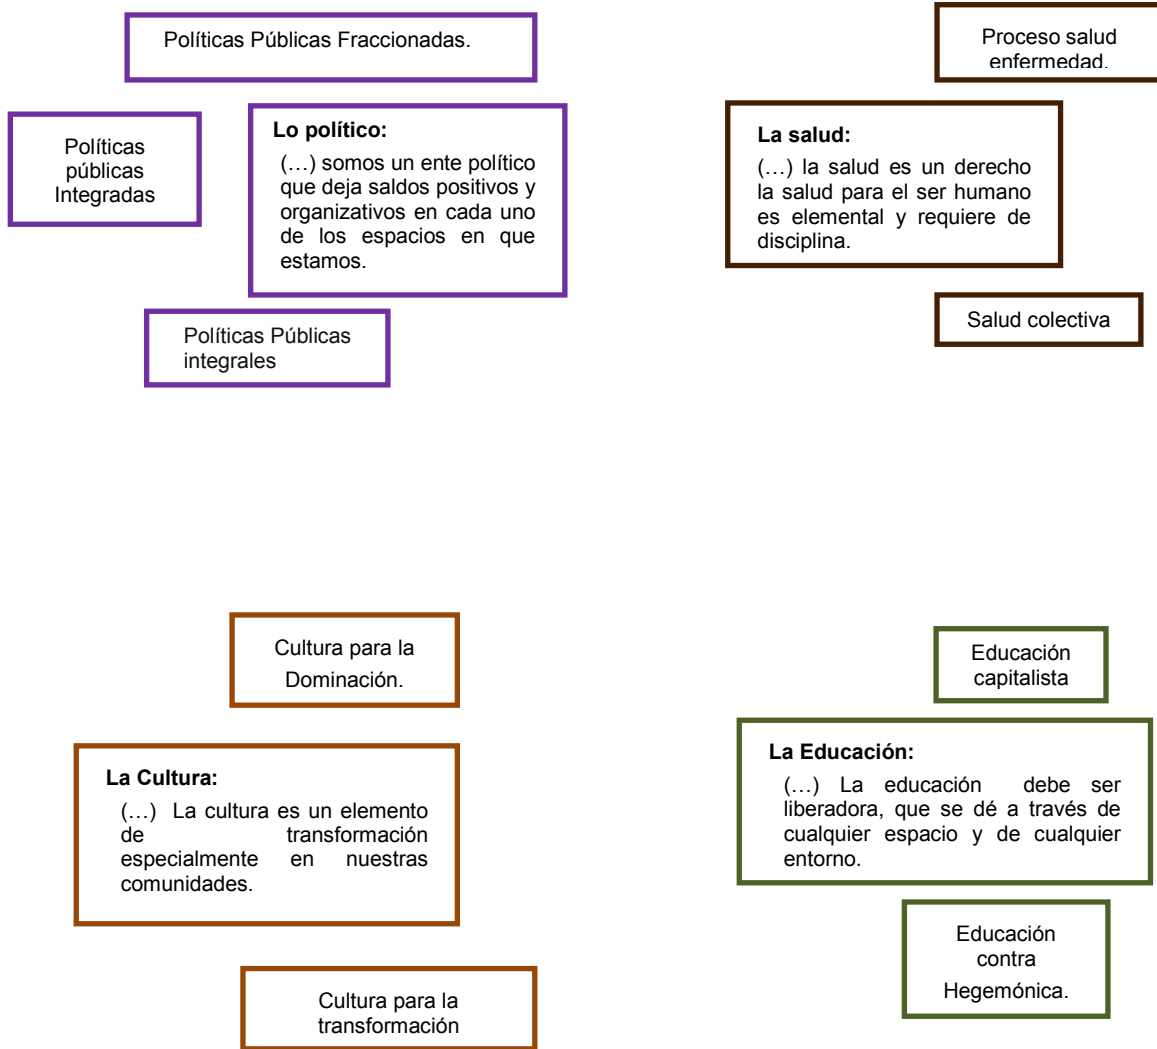 Políticas Públicas Fraccionadas.
Políticas
públicas
Integradas
Lo político:
(…) somos un ente político
que deja saldos positivos y
organizativos en cada uno
de los espacios en que
estamos.
Políticas Públicas
integrales
Proceso salud
enfermedad.
La salud:
(…) la salud es un derecho
la salud para el ser humano
es elemental y requiere de
disciplina.
Salud colectiva
Cultura para la
Dominación.
La Cultura:
(…) La cultura es un elemento
de transformación
especialmente en nuestras
comunidades.
Cultura para la
transformación
Educación
capitalista
La Educación:
(…) La educación debe ser
liberadora, que se dé a través de
cualquier espacio y de cualquier
entorno.
Educación
contra
Hegemónica.